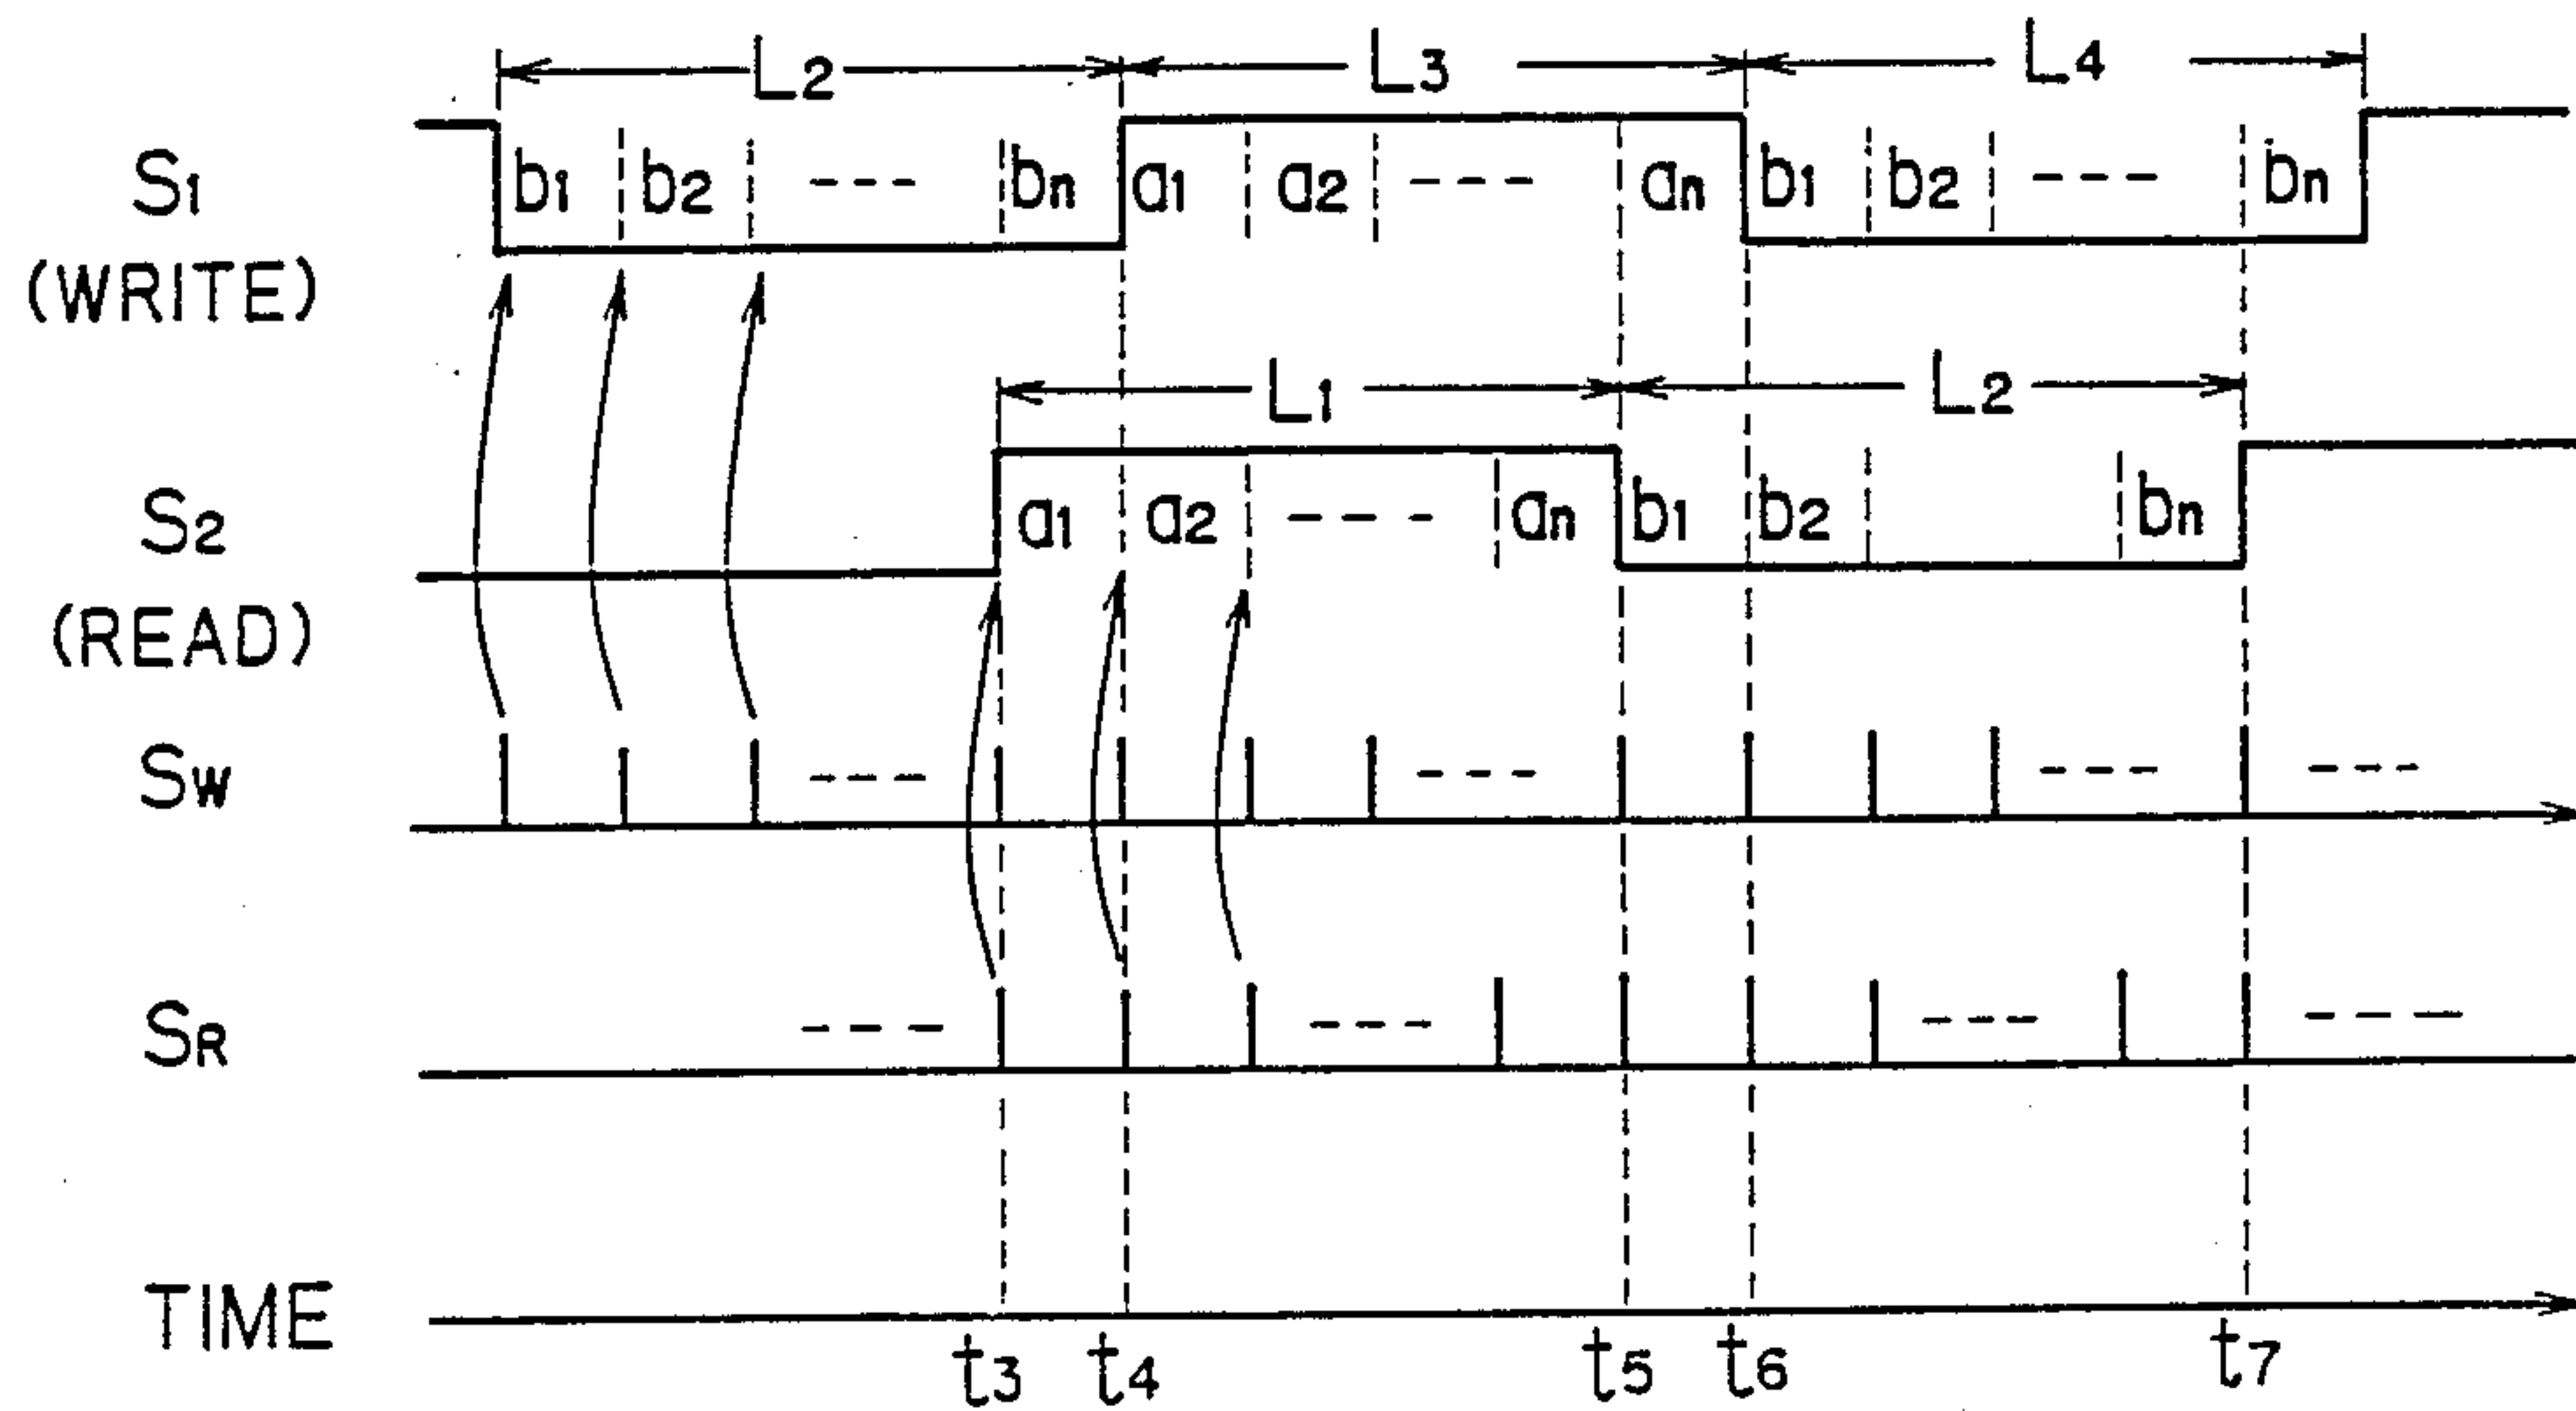 L2 L3 L4
S1 b1 b2 --- bn a1 a2 --- an b1 b2 --- bn
(WRITE)
L1 L2
S2 a1 a2 --- an b1 b2 bn
(READ)
SW --- --- --- ---
SR --- --- --- ---
TIME
t3 t4 t5 t6 t7